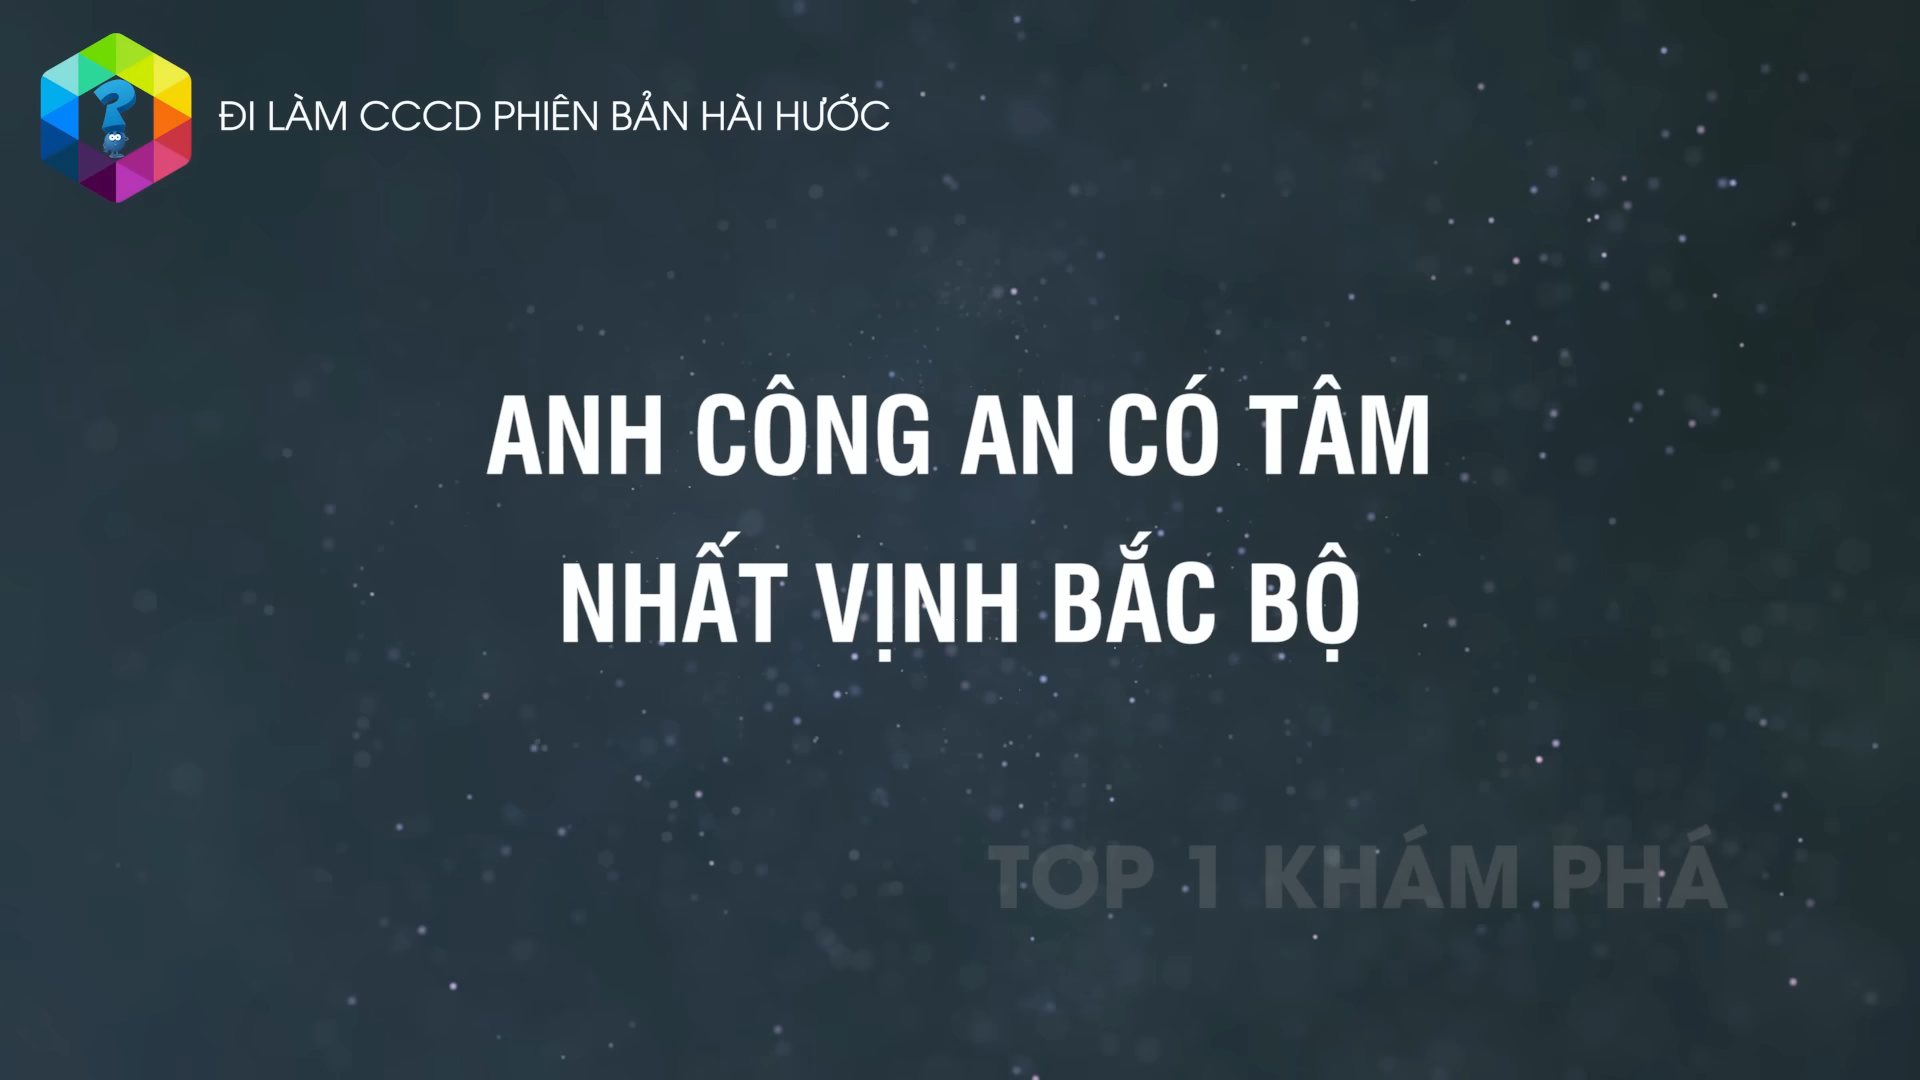 ĐI LÀM CCCD PHIÊN BẢN HÀI HƯỚC
ANH CÔNG AN CÓ TÂM
NHẤT VỊNH BẮC BỘ
TOP 1 KHÁM PHÁ